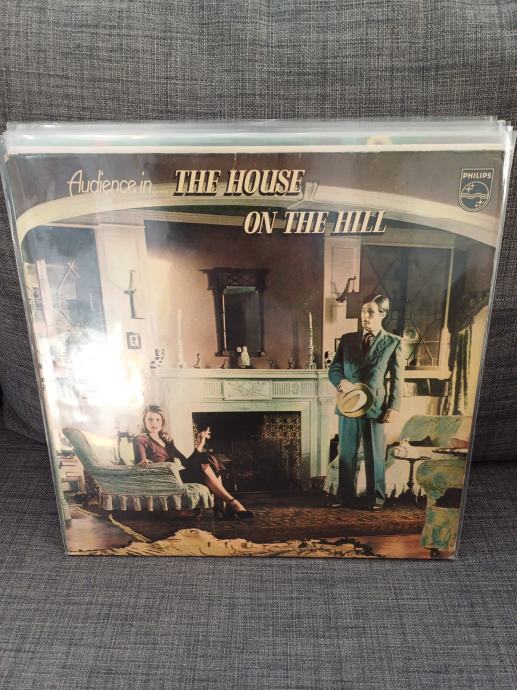 Audience in..... THE HOUSE
ON THE HILL
PHILIPS